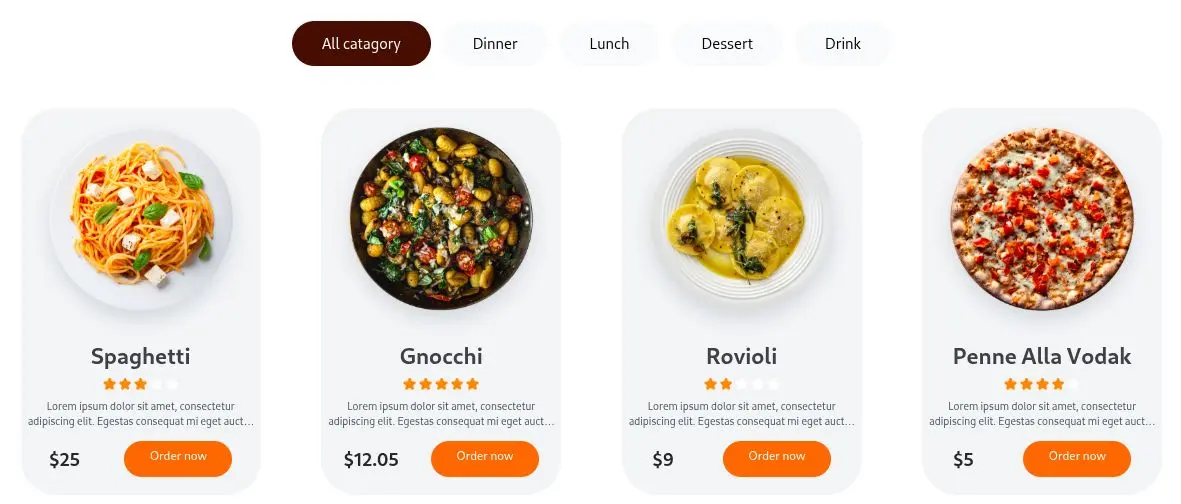 All catagory
Dinner
Lunch
Dessert
Drink
Spaghetti
Lorem ipsum dolor sit amet, consectetur
adipiscing elit. Egestas consequat mi eget auct...
$25
Order now
Gnocchi
Lorem ipsum dolor sit amet, consectetur
adipiscing elit. Egestas consequat mi eget auct...
$12.05
Order now
Rovioli
Lorem ipsum dolor sit amet, consectetur
adipiscing elit. Egestas consequat mi eget auct...
$9
Order now
Penne Alla Vodak
Lorem ipsum dolor sit amet, consectetur
adipiscing elit. Egestas consequat mi eget auct...
$5
Order now